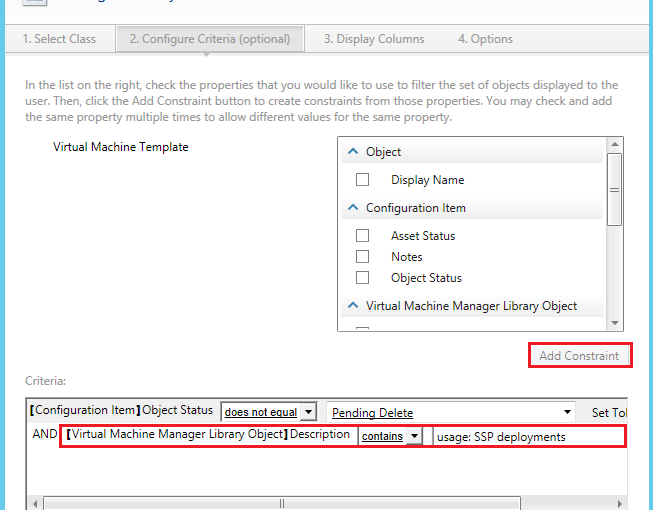 1. Select Class
2. Configure Criteria (optional)
3. Display Columns
4. Options
In the list on the right, check the properties that you would like to use to filter the set of objects displayed to the
user. Then, click the Add Constraint button to create constraints from those properties. You may check and add
the same property multiple times to allow different values for the same property.
Virtual Machine Template
Object
Display Name
Configuration Item
Asset Status
Notes
Object Status
Virtual Machine Manager Library Object
Add Constraint
Criteria:
[Configuration Item] Object Status does not equal Pending Delete Set Tol
AND [Virtual Machine Manager Library Object] Description contains usage: SSP deployments